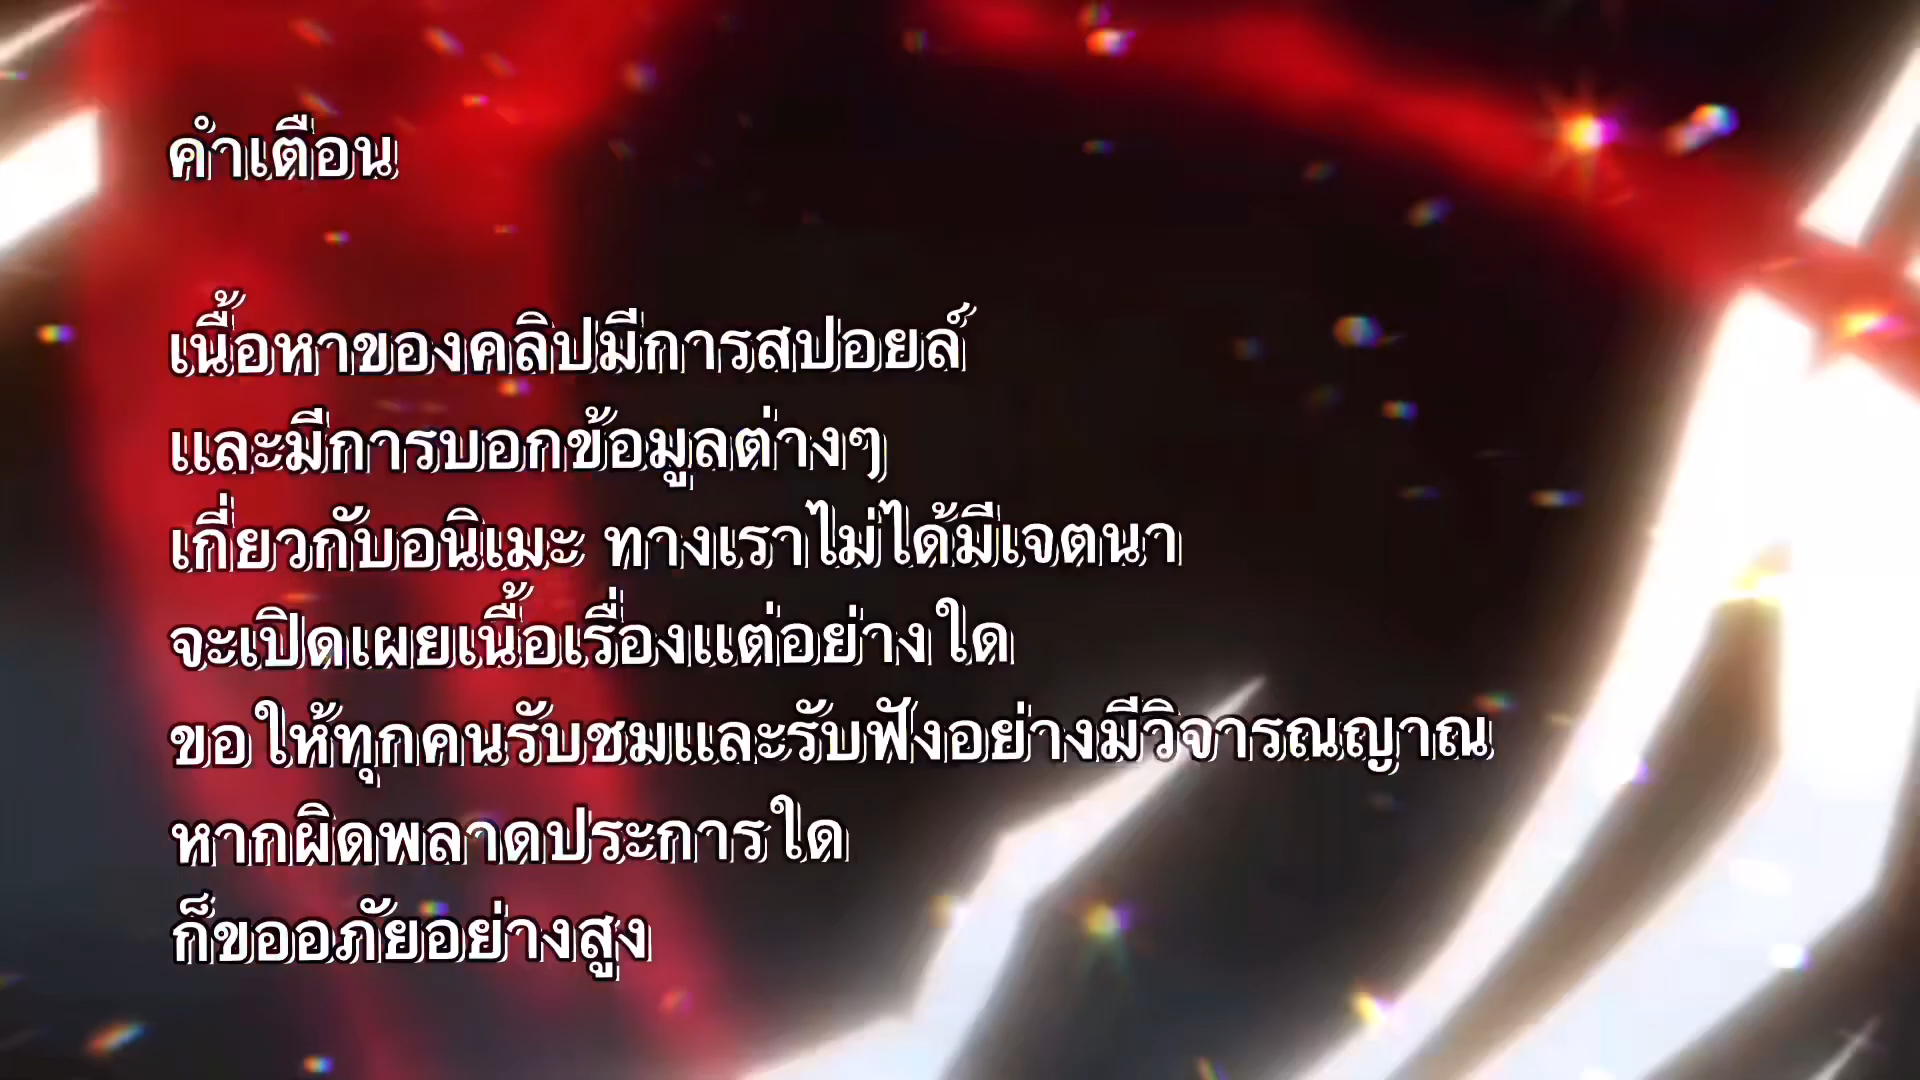 คำเตือน
เนื้อหาของคลิปมีการสปอยล์
และมีการบอกข้อมูลต่างๆ
เกี่ยวกับอนิเมะ ทางเราไม่ได้มีเจตนา
จะเปิดเผยเนื้อเรื่องแต่อย่างใด
ขอให้ทุกคนรับชมและรับฟังอย่างมีวิจารณญาณ
หากผิดพลาดประการใด
ก็ขออภัยอย่างสูง